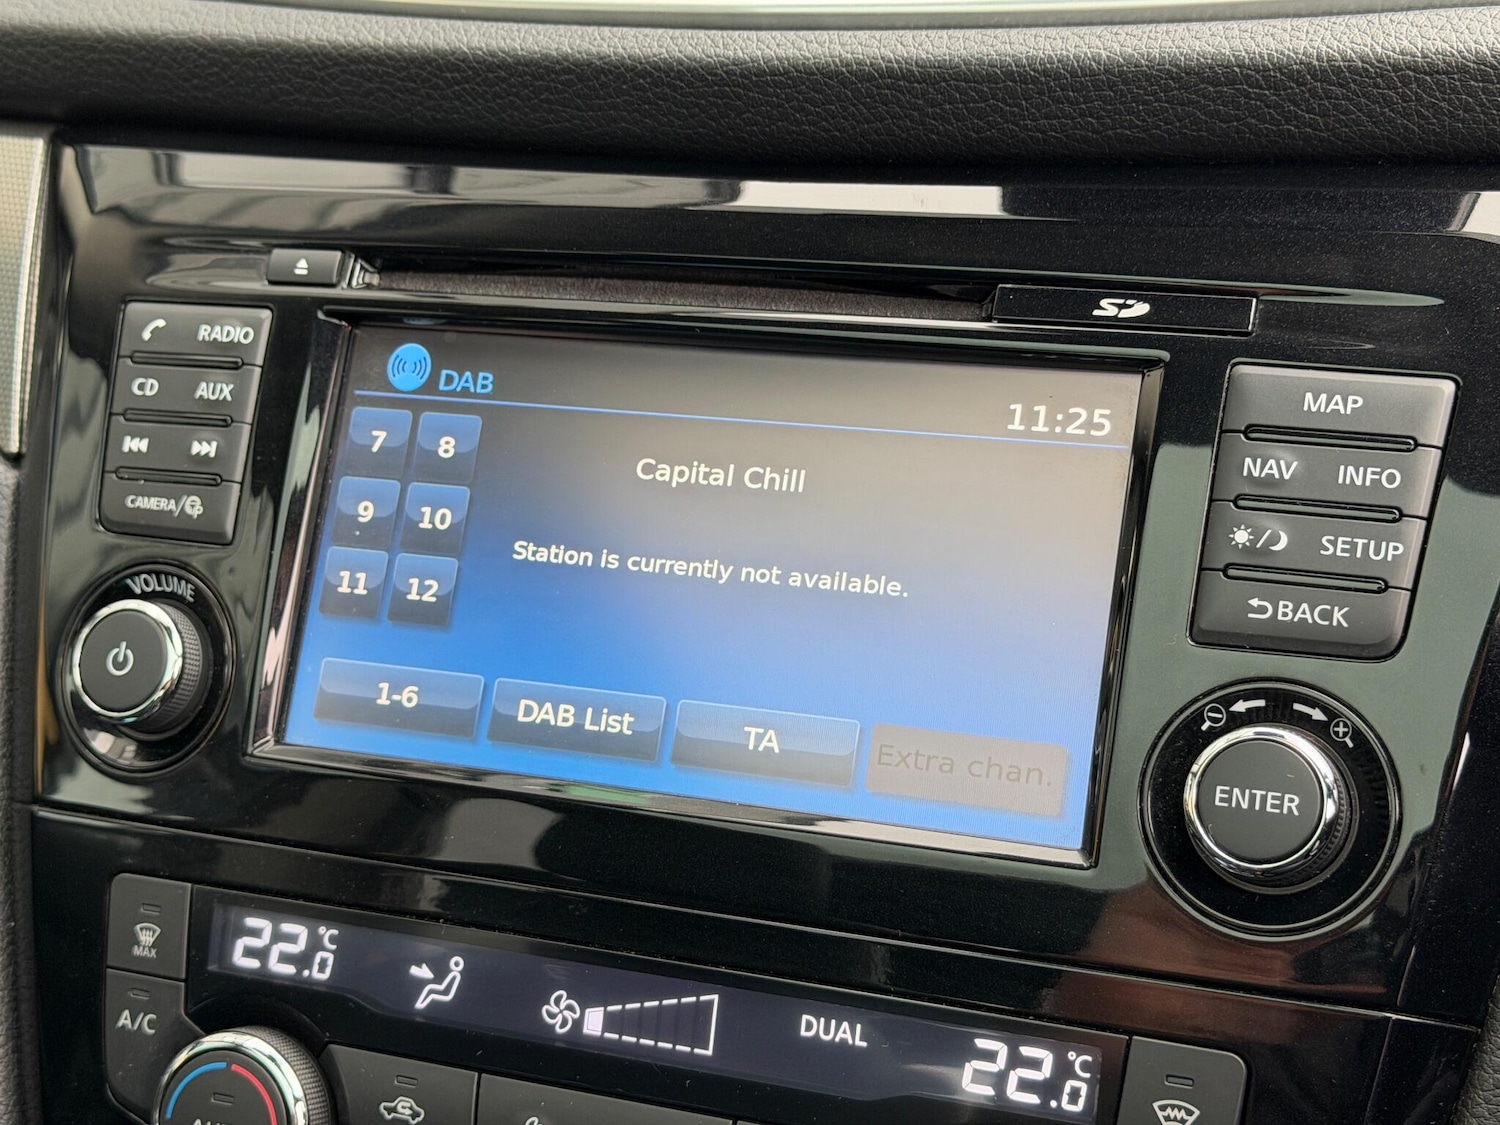 RADIO
CD AUX
CAMERA/
VOLUME
SD
DAB
11:25
7 8
9 10
11 12
Capital Chill
Station is currently not available.
1-6 DAB List TA Extra chan.
MAP
NAV INFO
SETUP
BACK
ENTER
MAX
A/C
22.0 °C
DUAL
22.0 °C